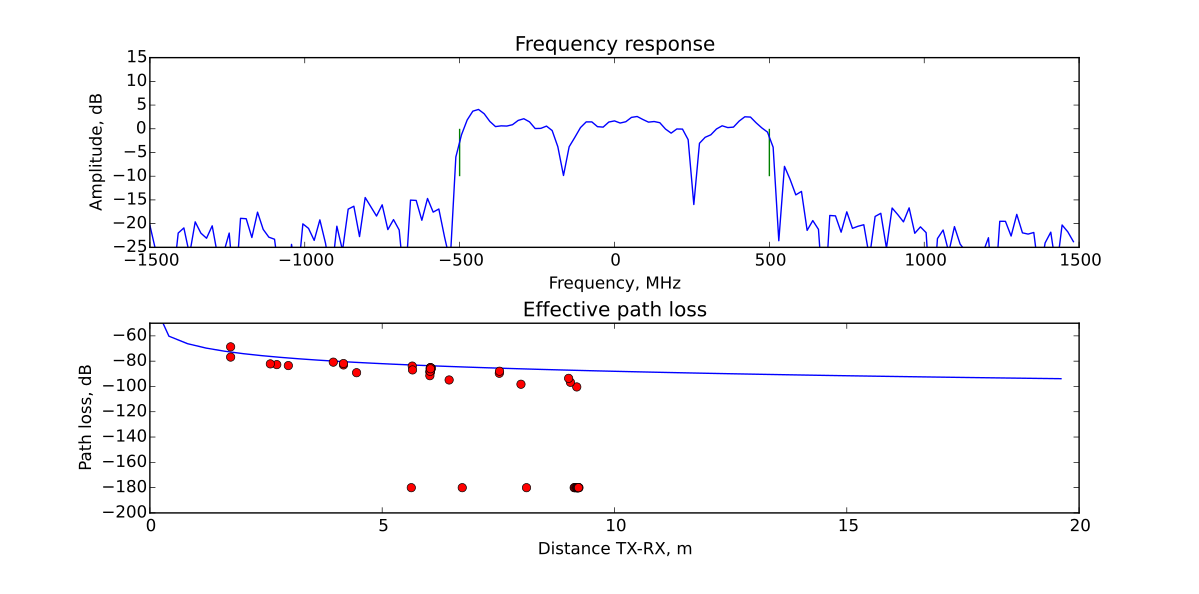 Frequency response
15
10
5
0
−5
−10
−15
−20
−25
Amplitude, dB
−1500 −1000 −500 0 500 1000 1500
Frequency, MHz
Effective path loss
−60
−80
−100
−120
−140
−160
−180
−200
Path loss, dB
0 5 10 15 20
Distance TX-RX, m